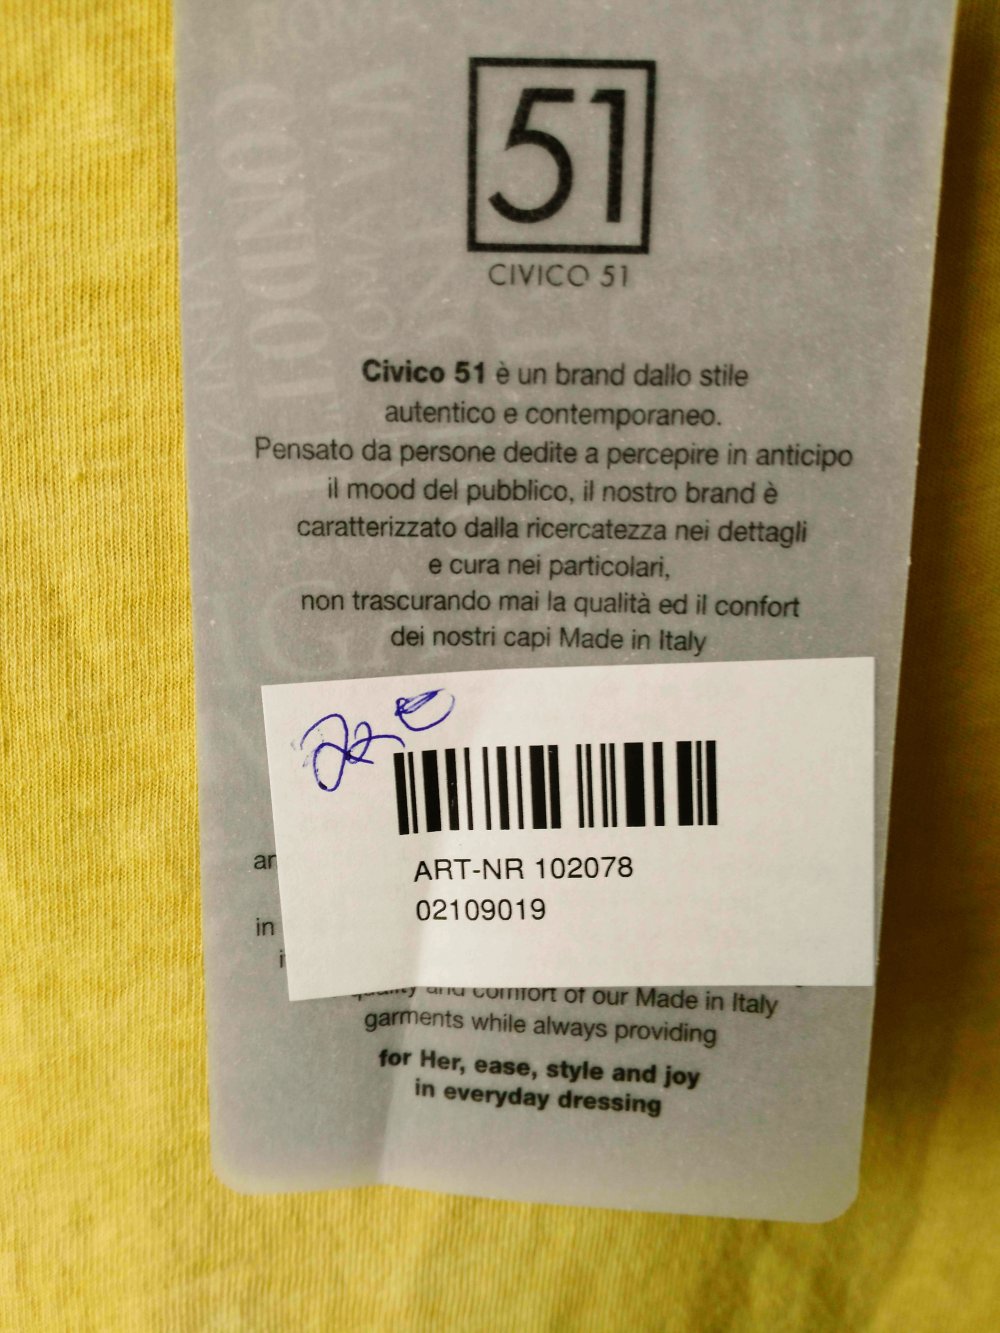 51
CIVICO 51
Civico 51 è un brand dallo stile
autentico e contemporaneo.
Pensato da persone dedite a percepire in anticipo
il mood del pubblico, il nostro brand è
caratterizzato dalla ricercatezza nei dettagli
e cura nei particolari,
non trascurando mai la qualità ed il confort
dei nostri capi Made in Italy
ART-NR 102078
02109019
in
quality and comfort of our Made in Italy
garments while always providing
for Her, ease, style and joy
in everyday dressing